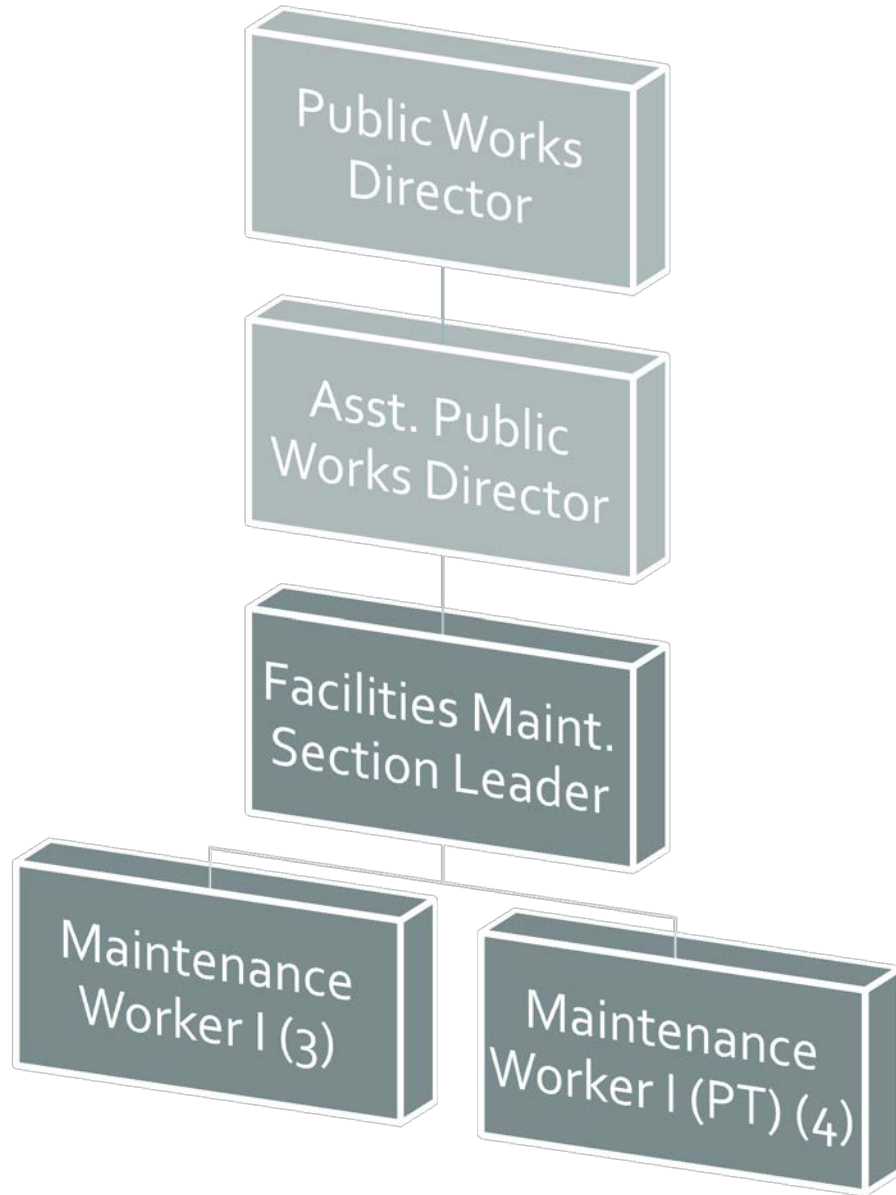 Public Works
Director
Asst. Public
Works Director
Facilities Maint.
Section Leader
Maintenance
Worker I (3)
Maintenance
Worker I (PT) (4)